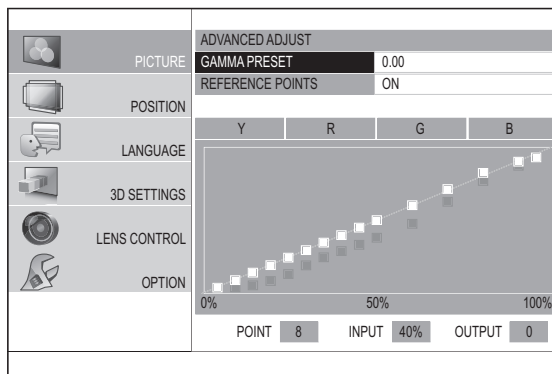 PICTURE
POSITION
LANGUAGE
3D SETTINGS
LENS CONTROL
OPTION
ADVANCED ADJUST
GAMMA PRESET 0.00
REFERENCE POINTS ON
Y R G B
0% 50% 100%
POINT 8 INPUT 40% OUTPUT 0